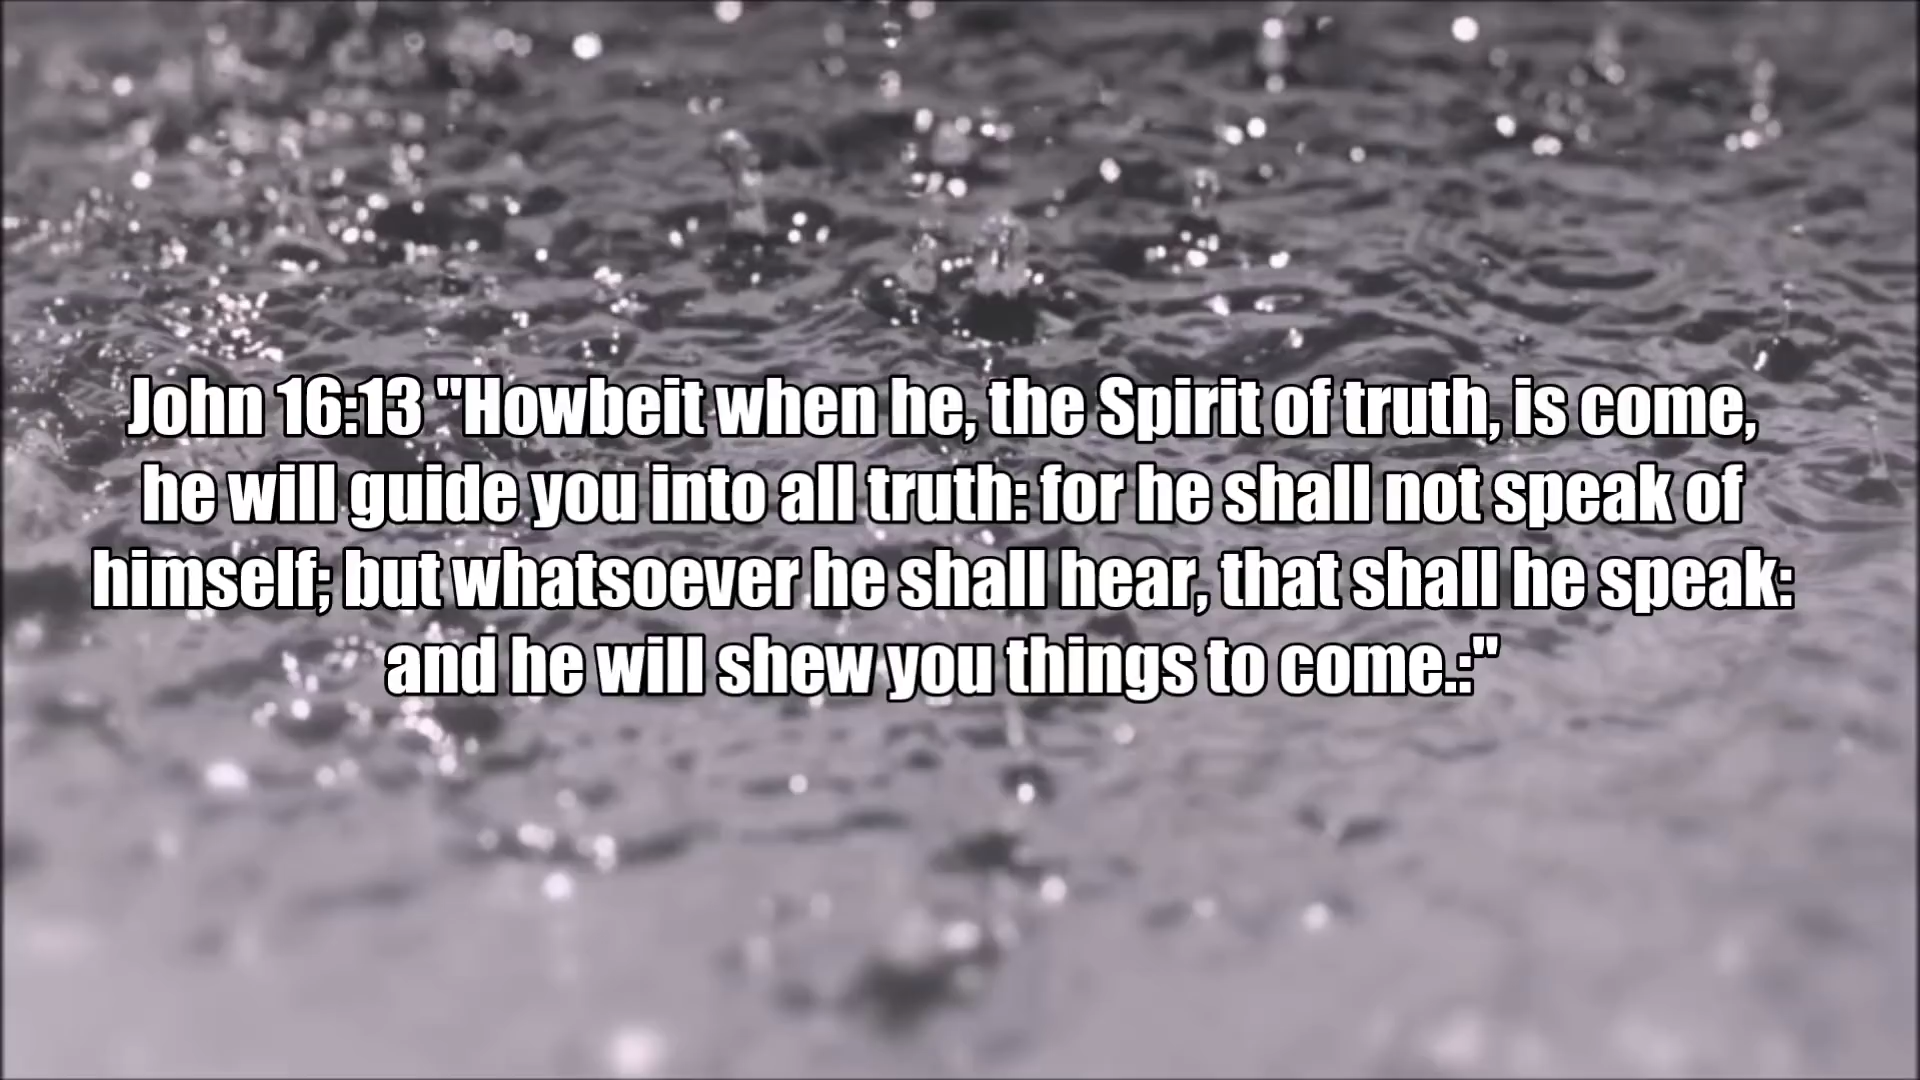 John 16:13 "Howbeit when he, the Spirit of truth, is come,
he will guide you into all truth: for he shall not speak of
himself; but whatsoever he shall hear, that shall he speak:
and he will shew you things to come.:"